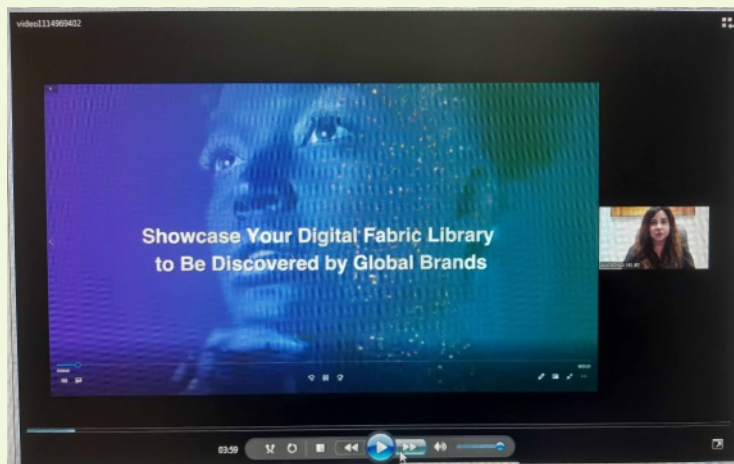 video1114969402
Showcase Your Digital Fabric Library
to Be Discovered by Global Brands
03:59